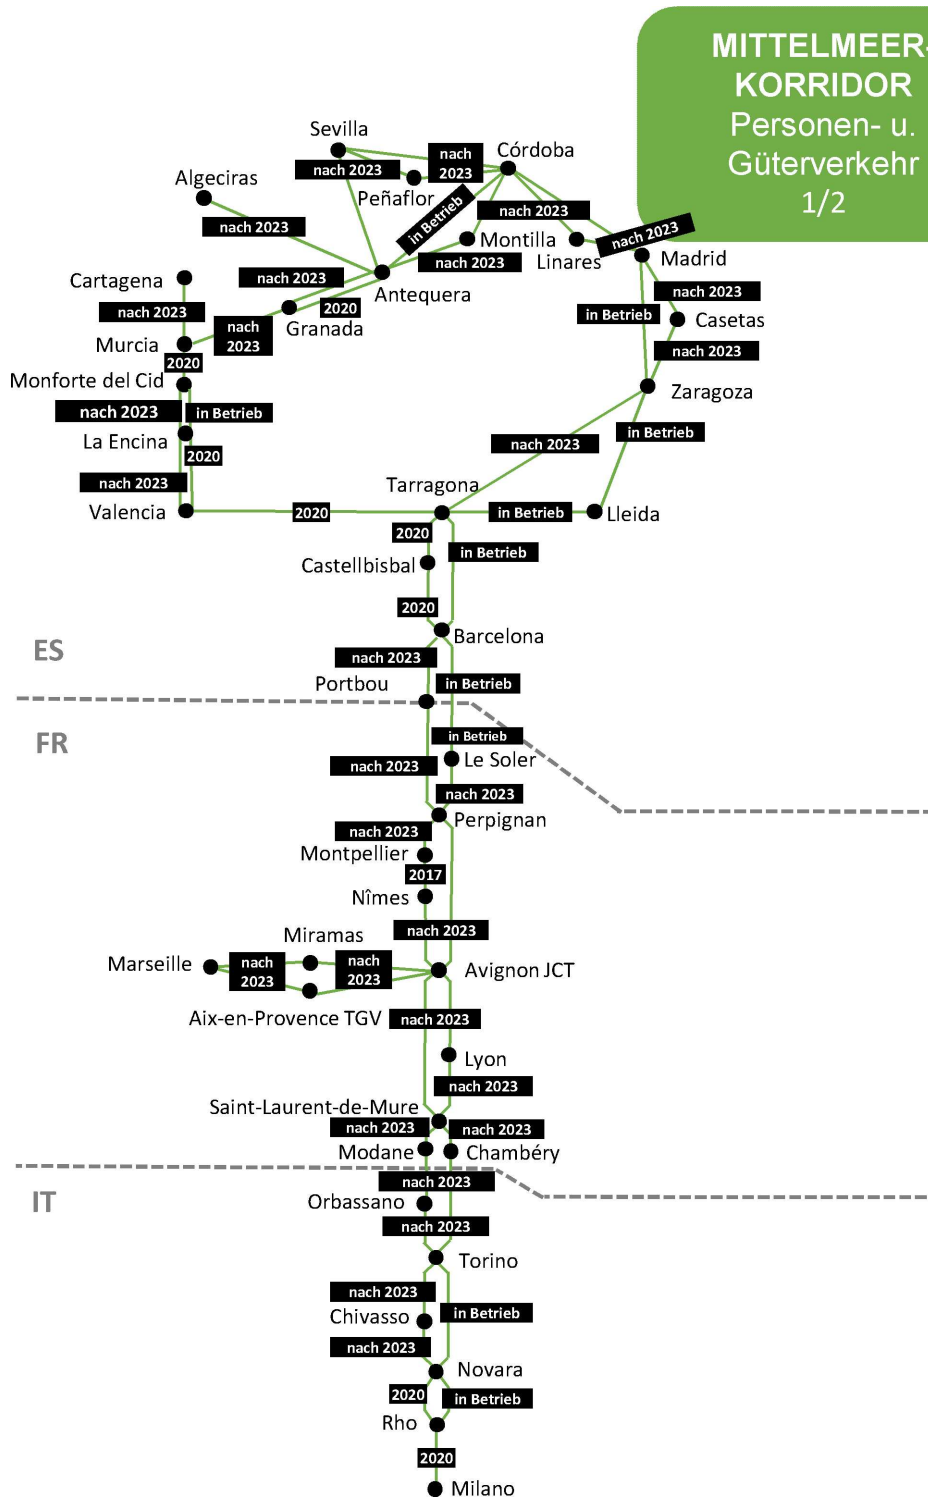 MITTELMEER-
KORRIDOR
Personen- u.
Güterverkehr
1/2
Sevilla
nach
2023
Córdoba
nach 2023
Algeciras
Peñaflor
in Betrieb
nach 2023
nach 2023
nach 2023
Montilla
Linares
Madrid
nach 2023
Cartagena
nach 2023
Antequera
nach 2023
nach 2023
2020
in Betrieb
Casetas
Granada
nach
2023
Murcia
nach 2023
2020
Monforte del Cid
Zaragoza
nach 2023
in Betrieb
in Betrieb
La Encina
nach 2023
2020
nach 2023
Tarragona
Valencia
2020
in Betrieb
Lleida
2020
in Betrieb
Castellbisbal
2020
Barcelona
ES
nach 2023
Portbou
in Betrieb
FR
in Betrieb
Le Soler
nach 2023
nach 2023
Perpignan
nach 2023
Montpellier
2017
Nîmes
nach 2023
Miramas
Marseille
nach
2023
nach
2023
Avignon JCT
Aix-en-Provence TGV
nach 2023
Lyon
nach 2023
Saint-Laurent-de-Mure
nach 2023
nach 2023
Modane
Chambéry
nach 2023
IT
Orbassano
nach 2023
Torino
nach 2023
in Betrieb
Chivasso
nach 2023
Novara
2020
in Betrieb
Rho
2020
Milano